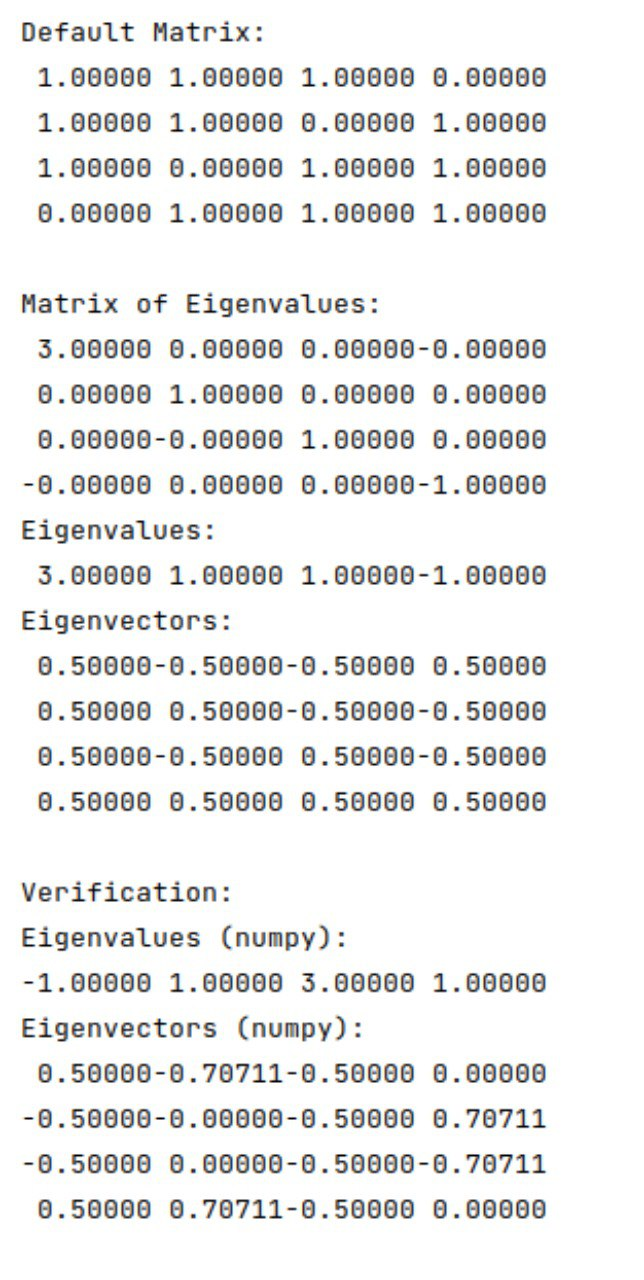 Default Matrix:
 1.00000 1.00000 1.00000 0.00000
 1.00000 1.00000 0.00000 1.00000
 1.00000 0.00000 1.00000 1.00000
 0.00000 1.00000 1.00000 1.00000
Matrix of Eigenvalues:
 3.00000 0.00000 0.00000-0.00000
 0.00000 1.00000 0.00000 0.00000
 0.00000-0.00000 1.00000 0.00000
-0.00000 0.00000 0.00000-1.00000
Eigenvalues:
 3.00000 1.00000 1.00000-1.00000
Eigenvectors:
 0.50000-0.50000-0.50000 0.50000
 0.50000 0.50000-0.50000-0.50000
 0.50000-0.50000 0.50000-0.50000
 0.50000 0.50000 0.50000 0.50000
Verification:
Eigenvalues (numpy):
-1.00000 1.00000 3.00000 1.00000
Eigenvectors (numpy):
 0.50000-0.70711-0.50000 0.00000
-0.50000-0.00000-0.50000 0.70711
-0.50000 0.00000-0.50000-0.70711
 0.50000 0.70711-0.50000 0.00000